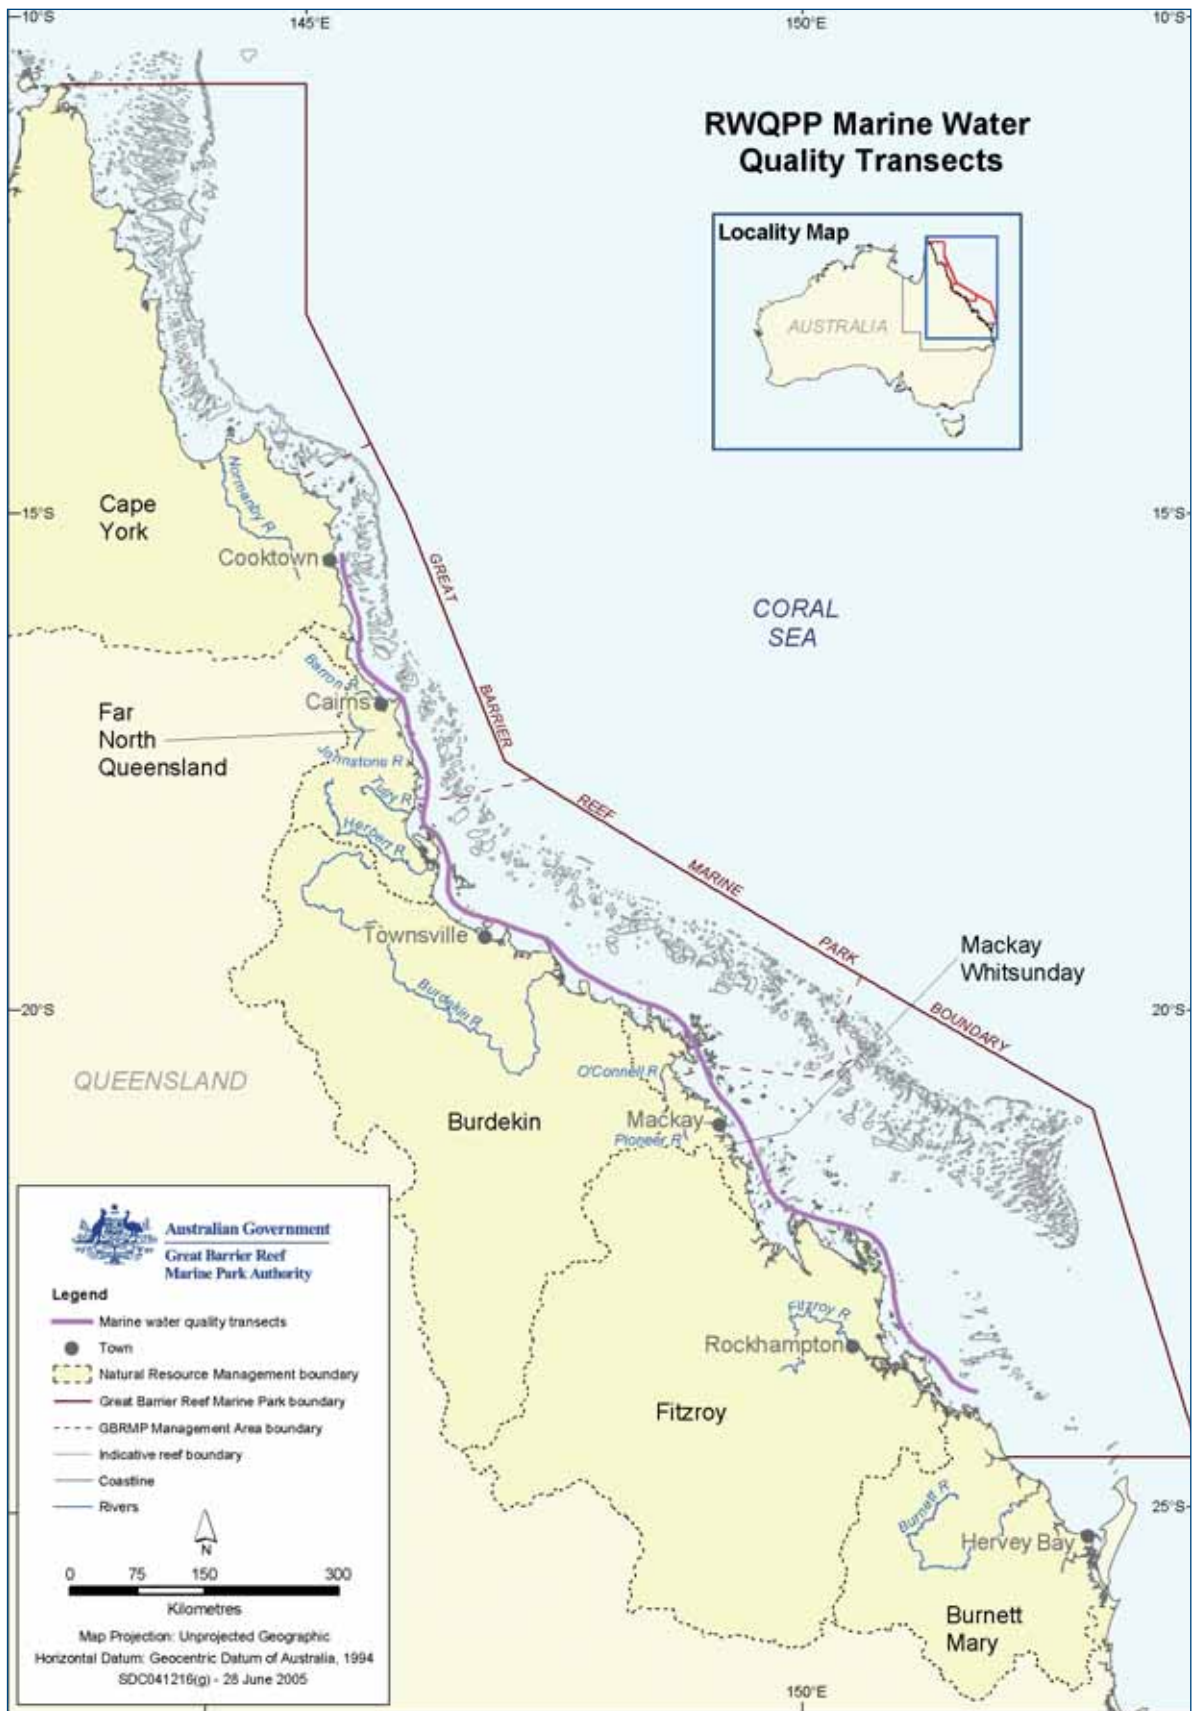 10°S
145°E
150°E
10°S
RWQPP Marine Water
Quality Transects
Locality Map
AUSTRALIA
Cape
York
Normanby R
15°S
15°S
Cooktown
GREAT
CORAL
SEA
Barron R
Cairns
BARRIER
Far
North
Queensland
Johnstone R
Tully R
REEF
Herbert R
MARINE
Townsville
PARK
Mackay
Whitsunday
Burdekin R
20°S
BOUNDARY
20°S
QUEENSLAND
O'Connell R
Burdekin
Mackay
Pioneer R
Australian Government
Great Barrier Reef
Marine Park Authority
Legend
Marine water quality transects
Town
Natural Resource Management boundary
Great Barrier Reef Marine Park boundary
GBRMP Management Area boundary
Indicative reef boundary
Coastline
Rivers
N
0 75 150 300
Kilometres
Map Projection: Unprojected Geographic
Horizontal Datum: Geocentric Datum of Australia, 1994
SDC041216(g) - 28 June 2005
Fitzroy R
Rockhampton
Fitzroy
25°S
Burnett R
Hervey Bay
Burnett
Mary
150°E